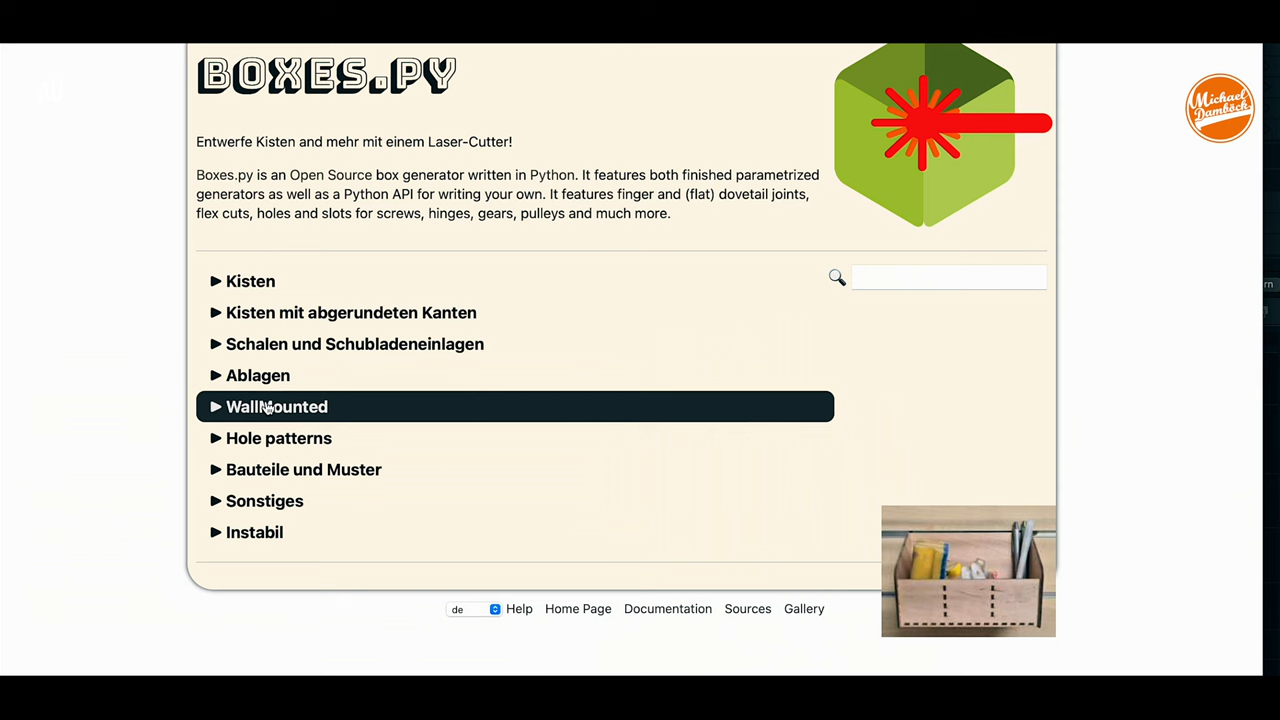 BOXES.PY
Michael
Damböck
Entwerfe Kisten and mehr mit einem Laser-Cutter!
Boxes.py is an Open Source box generator written in Python. It features both finished parametrized
generators as well as a Python API for writing your own. It features finger and (flat) dovetail joints,
flex cuts, holes and slots for screws, hinges, gears, pulleys and much more.
Kisten
Kisten mit abgerundeten Kanten
Schalen und Schubladeneinlagen
Ablagen
WallMounted
Hole patterns
Bauteile und Muster
Sonstiges
Instabil
de
Help
Home Page
Documentation
Sources
Gallery